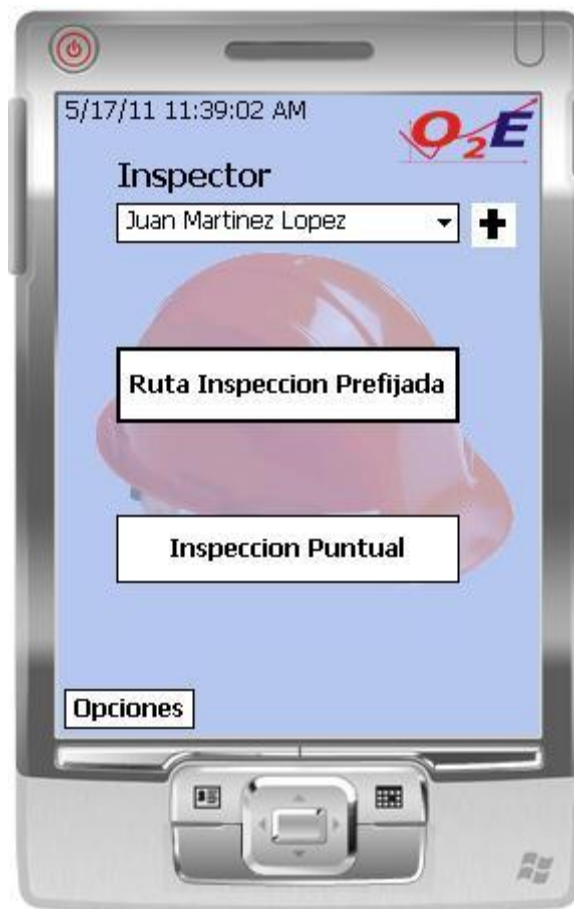 5/17/11 11:39:02 AM
O2E
Inspector
Juan Martinez Lopez
Ruta Inspeccion Prefijada
Inspeccion Puntual
Opciones